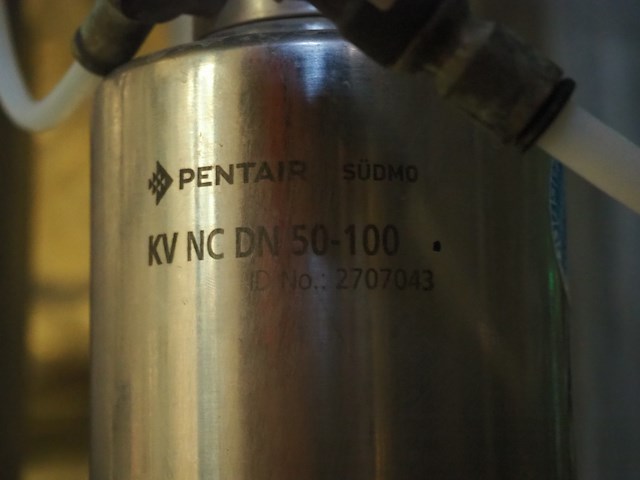 PENTAIR SÜDMO
KV NC DN 50-100
ID No.: 2707043